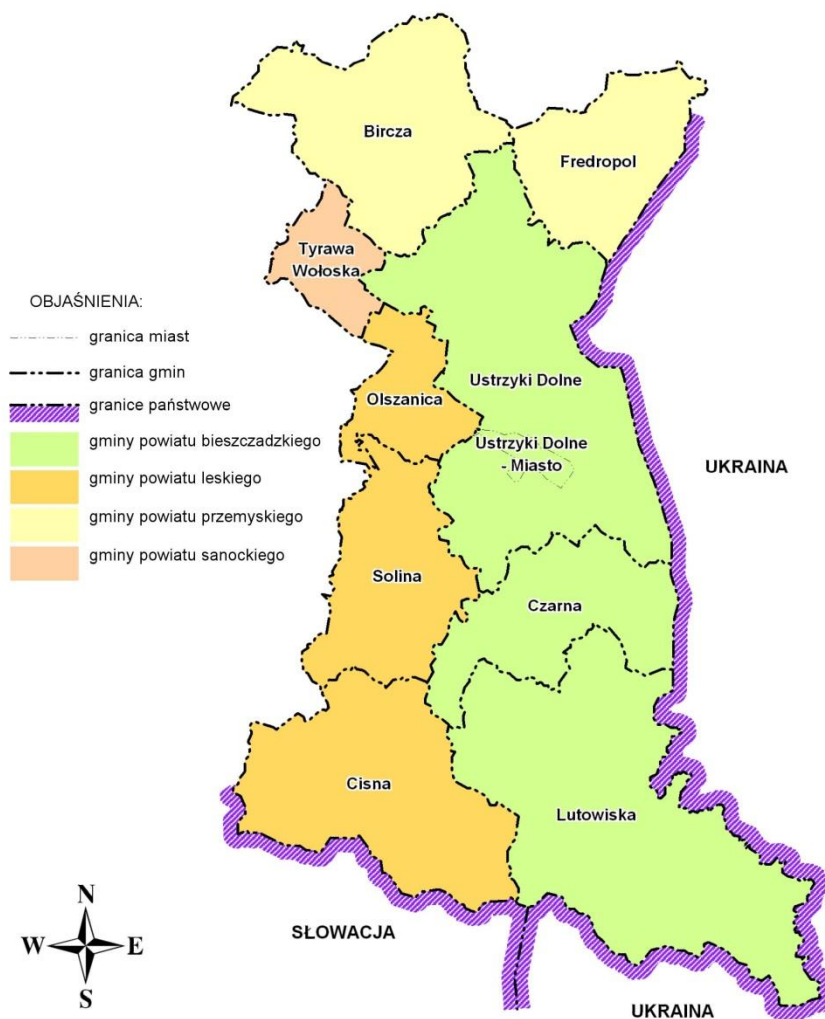 Bircza
Fredropol
Tyrawa
Wołoska
OBJAŚNIENIA:
granica miast
granica gmin
granice państwowe
gminy powiatu bieszczadzkiego
gminy powiatu leskiego
gminy powiatu przemyskiego
gminy powiatu sanockiego
Olszanica
Ustrzyki Dolne
Ustrzyki Dolne
- Miasto
UKRAINA
Solina
Czarna
Cisna
Lutowiska
N
W
E
S
SŁOWACJA
UKRAINA